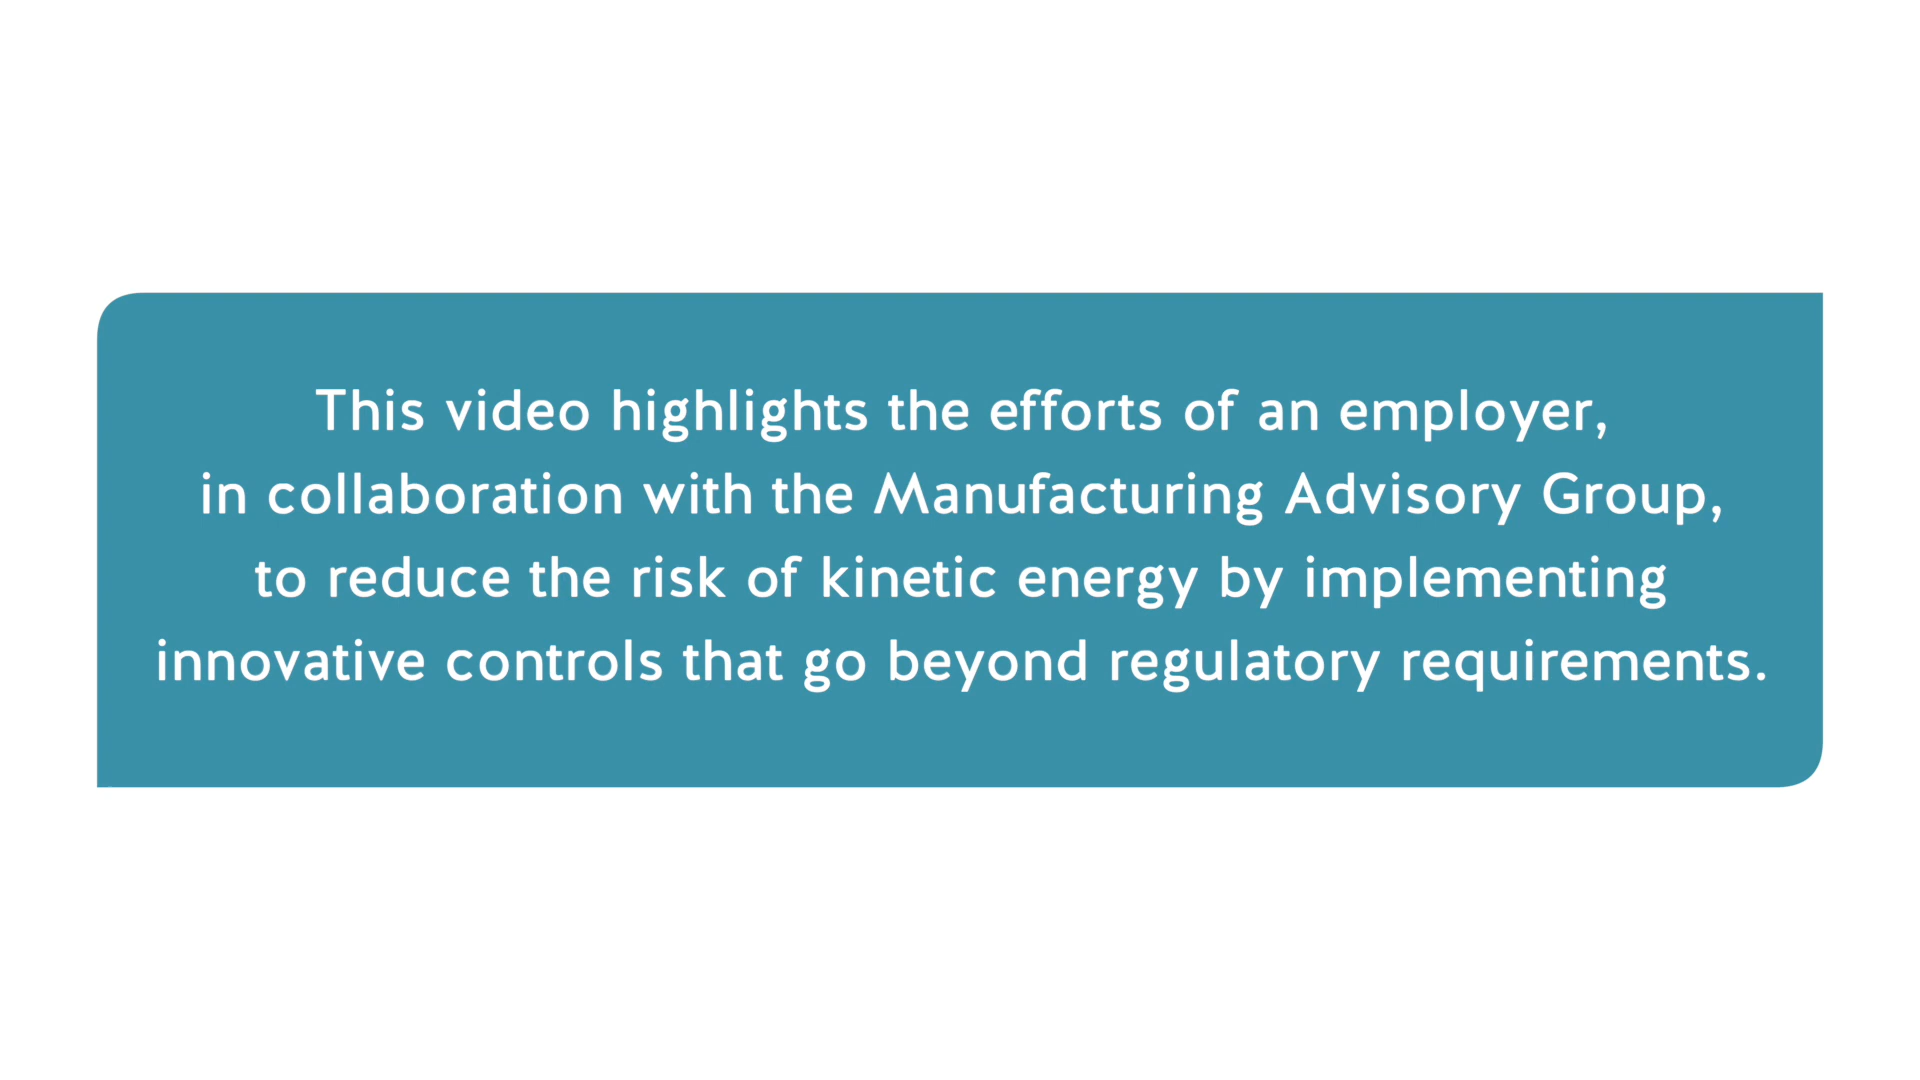 This video highlights the efforts of an employer,
in collaboration with the Manufacturing Advisory Group,
to reduce the risk of kinetic energy by implementing
innovative controls that go beyond regulatory requirements.